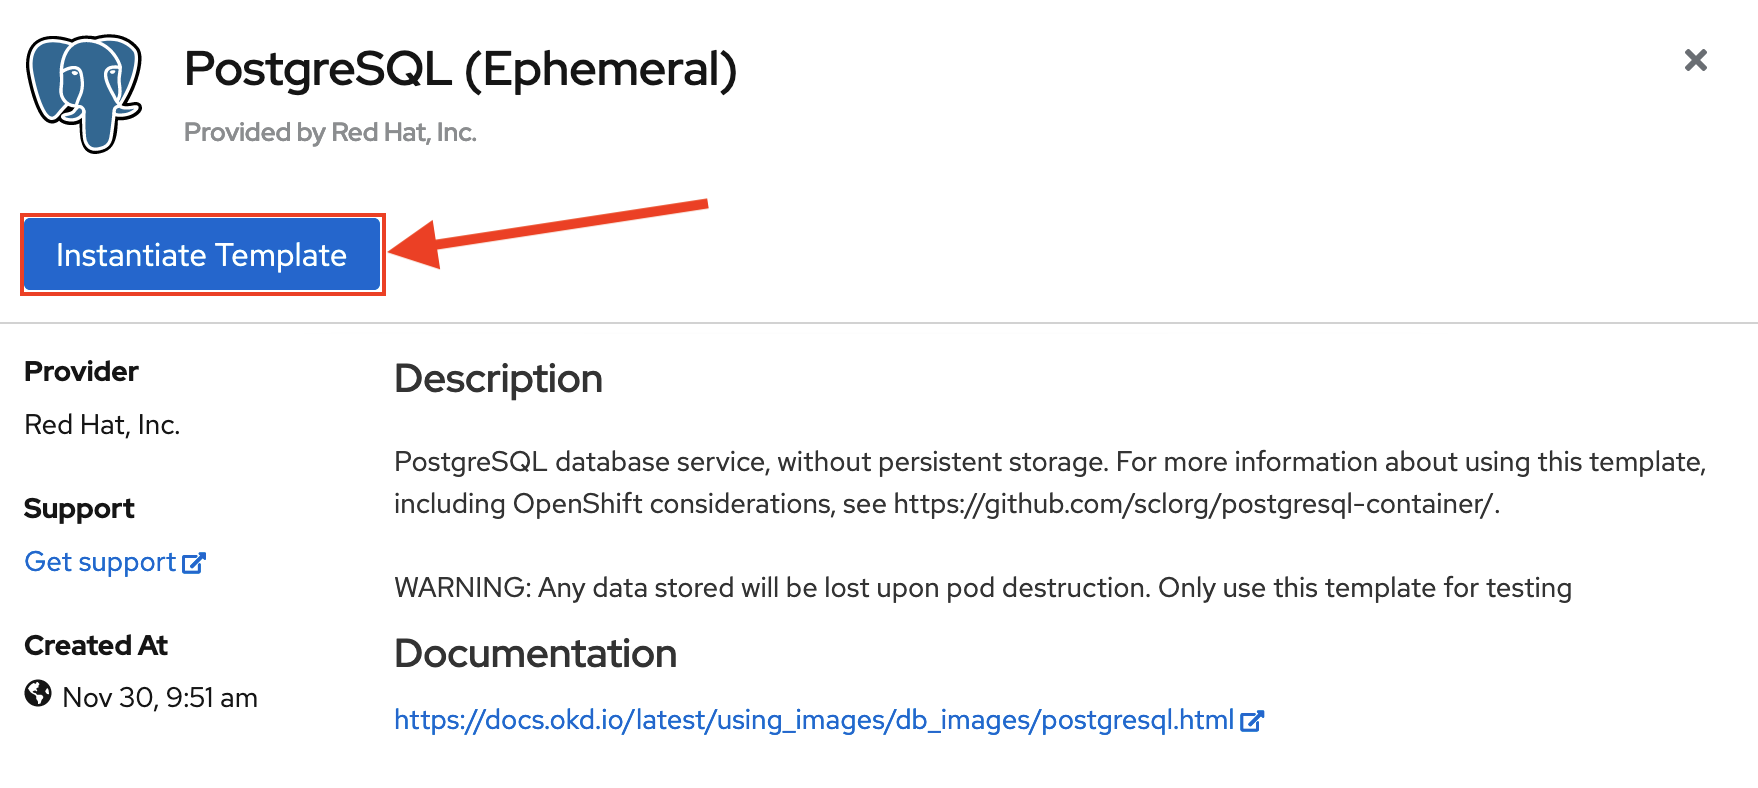 PostgreSQL (Ephemeral)
Provided by Red Hat, Inc.
Instantiate Template
Provider
Red Hat, Inc.
Support
Get support
Created At
Nov 30, 9:51 am
Description
PostgreSQL database service, without persistent storage. For more information about using this template,
including OpenShift considerations, see https://github.com/sclorg/postgresql-container/.
WARNING: Any data stored will be lost upon pod destruction. Only use this template for testing
Documentation
https://docs.okd.io/latest/using_images/db_images/postgresql.html